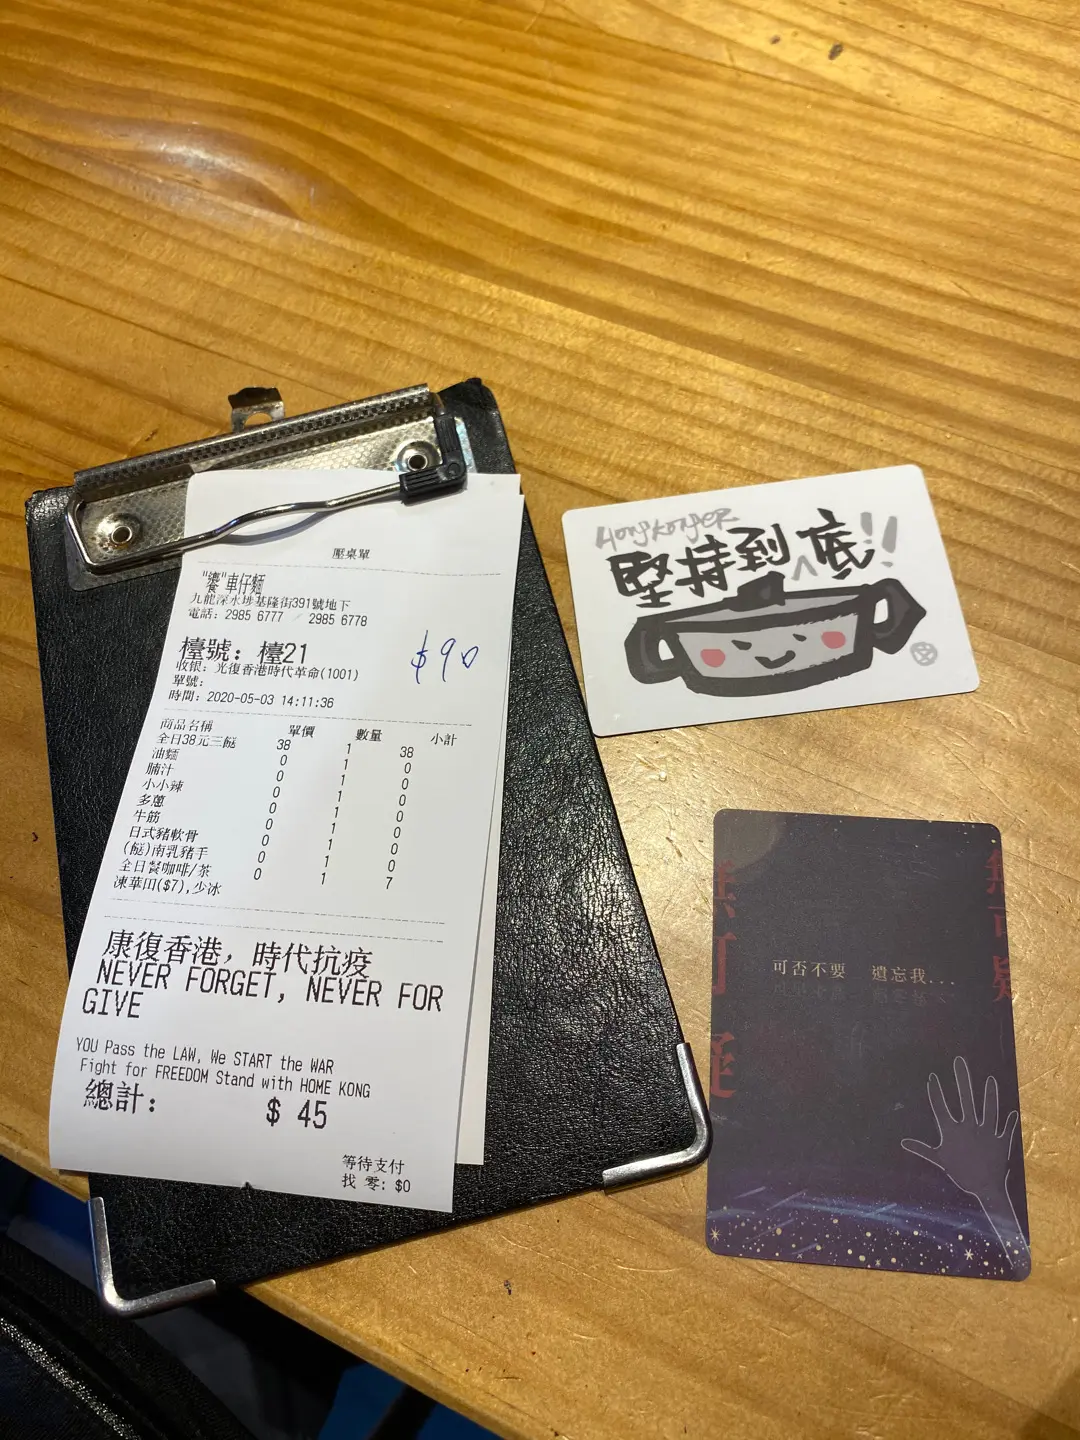 壓桌單
"饗"車仔麵
九龍深水埗基隆街391號地下
電話: 2985 6777 / 2985 6778
檯號: 檯21
$90
收銀: 光復香港時代革命(1001)
單號:
時間: 2020-05-03 14:11:36
商品名稱 單價 數量 小計
全日38元三餸 38 1 38
油麵 0 1 0
腩汁 0 1 0
小小辣 0 1 0
多蔥 0 1 0
牛筋 0 1 0
日式豬軟骨 0 1 0
(餸)南乳豬手 0 1 0
全日餐咖啡/茶 0 1 7
凍華田($7),少冰
康復香港, 時代抗疫
NEVER FORGET, NEVER FOR
GIVE
YOU Pass the LAW, We START the WAR
Fight for FREEDOM Stand with HOME KONG
總計: $ 45
等待支付
找 零: $0
HongKongER
堅持到底!!
可否不要 遺忘我...
無可疑